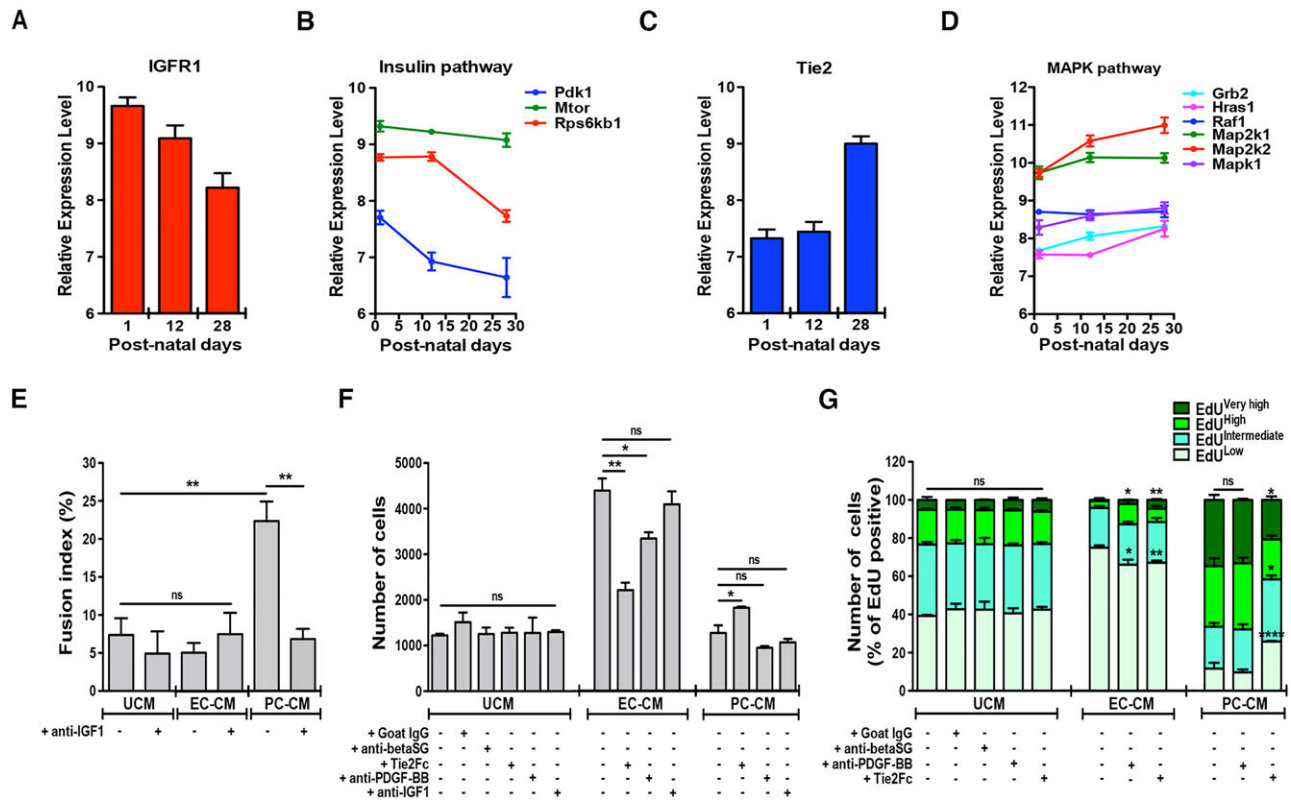 A
IGFR1
Relative Expression Level
10
9
8
7
6
1 12 28
Post-natal days
B
Insulin pathway
Pdk1
Mtor
Rps6kb1
Relative Expression Level
10
9
8
7
6
0 5 10 15 20 25 30
Post-natal days
C
Tie2
Relative Expression Level
10
9
8
7
6
1 12 28
Post-natal days
D
MAPK pathway
Grb2
Hras1
Raf1
Map2k1
Map2k2
Mapk1
Relative Expression Level
12
11
10
9
8
7
6
0 5 10 15 20 25 30
Post-natal days
E
Fusion index (%)
30
25
20
15
10
5
0
** **
ns
UCM EC-CM PC-CM
+ anti-IGF1 - + - + - +
F
Number of cells
5000
4000
3000
2000
1000
0
ns
ns
*
**
ns
ns
*
UCM EC-CM PC-CM
+ Goat IgG - + - - - - - - - - - - - -
+ anti-betaSG - - + - - - - - - - - - - -
+ Tie2Fc - - - + - - - + - - - + - -
+ anti-PDGF-BB - - - - + - - - + - - - + -
+ anti-IGF1 - - - - - + - - - + - - - +
G
EdU Very high
EdU High
EdU Intermediate
EdU Low
Number of cells
(% of EdU positive)
120
100
80
60
40
20
0
ns
* **
* **
ns
*
*
****
UCM EC-CM PC-CM
+ Goat IgG - + - - - - - - - - -
+ anti-betaSG - - + - - - - - - - -
+ anti-PDGF-BB - - - + - - + - - + -
+ Tie2Fc - - - - + - - + - - +